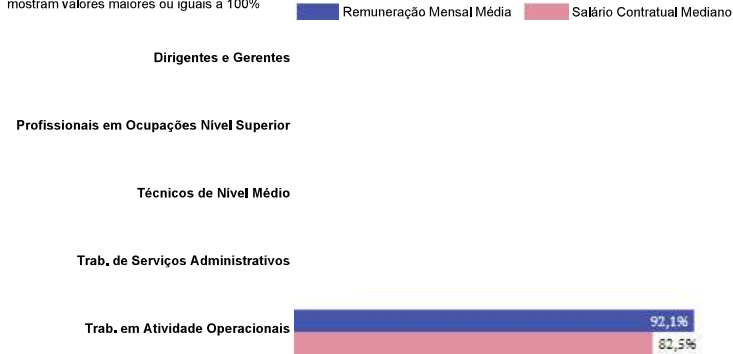 mostram valores maiores ou iguais a 100%
Remuneração Mensal Média Salário Contratual Mediano
Dirigentes e Gerentes
Profissionais em Ocupações Nível Superior
Técnicos de Nível Médio
Trab. de Serviços Administrativos
Trab. em Atividade Operacionais
92,1%
82,5%